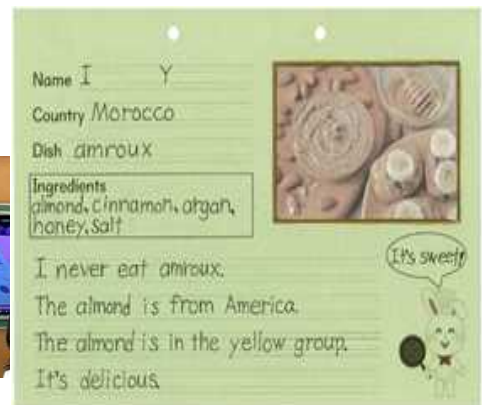 Name I Y
Country Morocco
Dish amroux
Ingredients
almond, cinnamon, argan,
honey, salt
It's sweet!
I never eat amroux.
The almond is from America.
The almond is in the yellow group.
It's delicious.